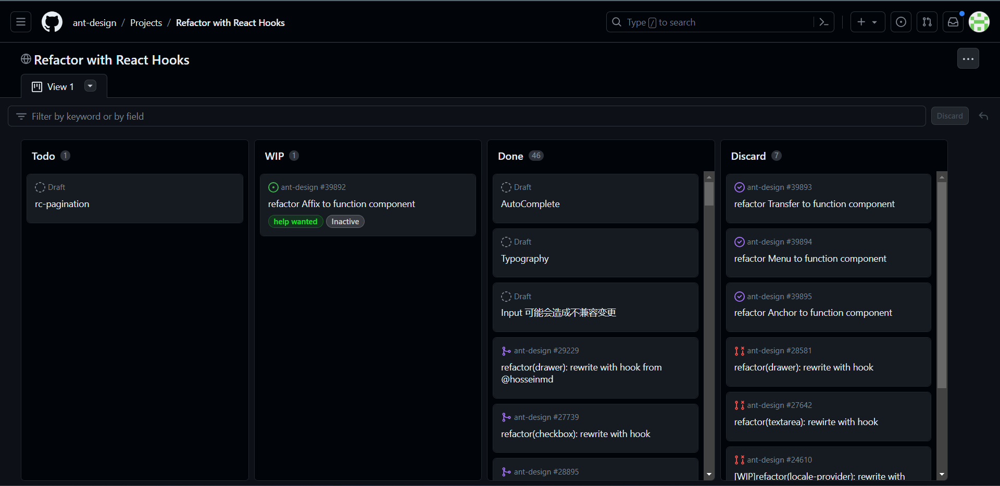 ant-design / Projects / Refactor with React Hooks
Type / to search
Refactor with React Hooks
View 1
Filter by keyword or by field
Discard
Todo 1
Draft
rc-pagination
WIP 1
ant-design #39892
refactor Affix to function component
help wanted Inactive
Done 46
Draft
AutoComplete
Draft
Typography
Draft
Input 可能会造成不兼容变更
ant-design #29229
refactor(drawer): rewrite with hook from
@hosseinmd
ant-design #27739
refactor(checkbox): rewrite with hook
ant-design #28895
Discard 7
ant-design #39893
refactor Transfer to function component
ant-design #39894
refactor Menu to function component
ant-design #39895
refactor Anchor to function component
ant-design #28581
refactor(drawer): rewrite with hook
ant-design #27642
refactor(textarea): rewirte with hook
ant-design #24610
[WIP]refactor(locale-provider): rewrite with